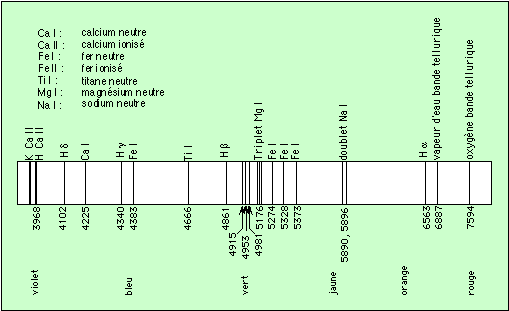 Ca I : calcium neutre
Ca II : calcium ionisé
Fe I : fer neutre
Fe II : fer ionisé
Ti I : titane neutre
Mg I : magnésium neutre
Na I : sodium neutre
K Ca II
H Ca II
H δ
Ca I
H γ
Fe I
Ti I
H β
Triplet Mg I
Fe I
Fe I
Fe I
doublet Na I
H α
vapeur d'eau bande tellurique
oxygène bande tellurique
3968
4102
4225
4340
4383
4666
4861
4915
4953
4981
5176
5274
5328
5373
5890, 5896
6563
6887
7594
violet
bleu
vert
jaune
orange
rouge